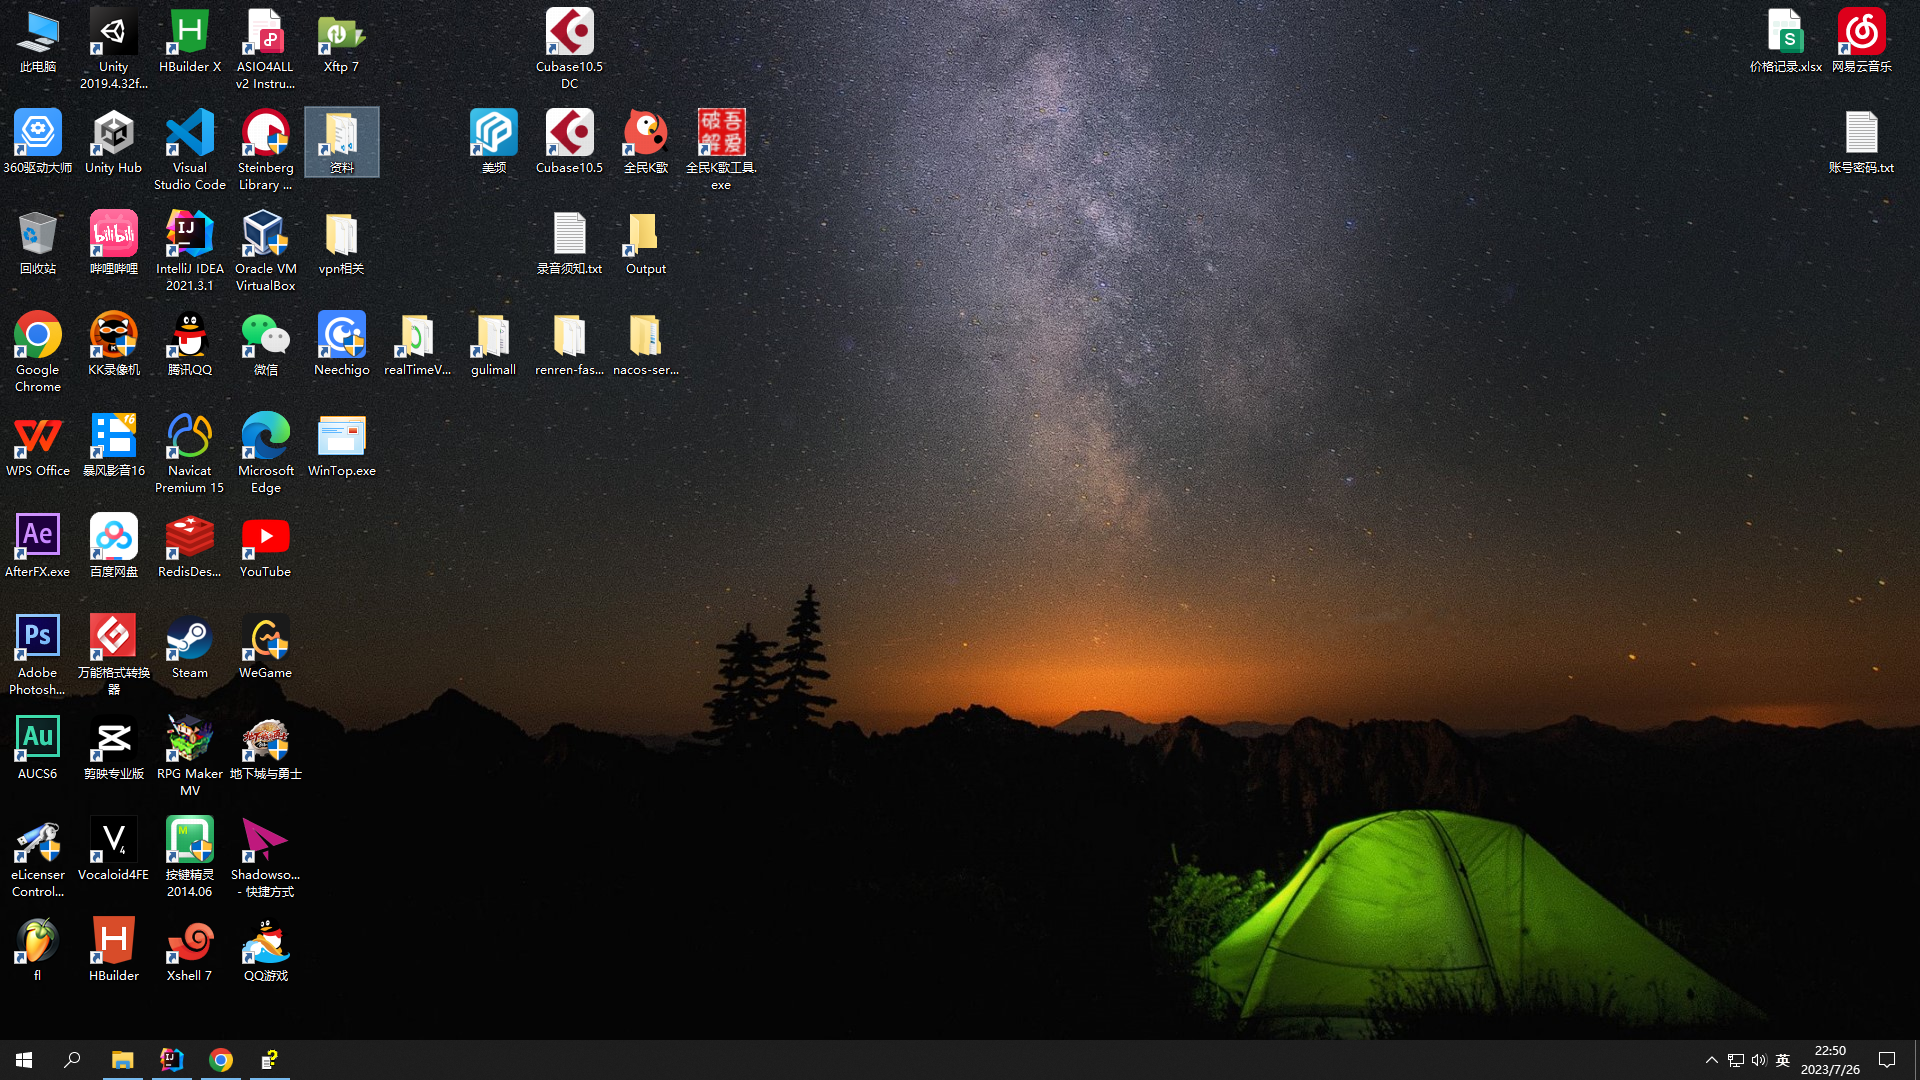 此电脑
Unity
2019.4.32f...
HBuilder X
ASIO4ALL
v2 Instru...
Xftp 7
Cubase10.5
DC
价格记录.xlsx
网易云音乐
360驱动大师
Unity Hub
Visual
Studio Code
Steinberg
Library ...
资料
美频
Cubase10.5
全民K歌
破吾
解爱
全民K歌工具.
exe
账号密码.txt
回收站
bilibili
哔哩哔哩
IJ
IntelliJ IDEA
2021.3.1
Oracle VM
VirtualBox
vpn相关
录音须知.txt
Output
Google
Chrome
KK录像机
腾讯QQ
微信
Neechigo
realTimeV...
gulimall
renren-fas...
nacos-ser...
WPS Office
16
暴风影音16
Navicat
Premium 15
Microsoft
Edge
WinTop.exe
Ae
AfterFX.exe
百度网盘
RedisDes...
YouTube
Ps
Adobe
Photosh...
万能格式转换
器
Steam
WeGame
Au
AUCS6
剪映专业版
RPG Maker
MV
地下城与勇士
eLicenser
Control...
V4
Vocaloid4FE
M
按键精灵
2014.06
Shadowso...
- 快捷方式
fl
H
HBuilder
Xshell 7
QQ游戏
英
22:50
2023/7/26